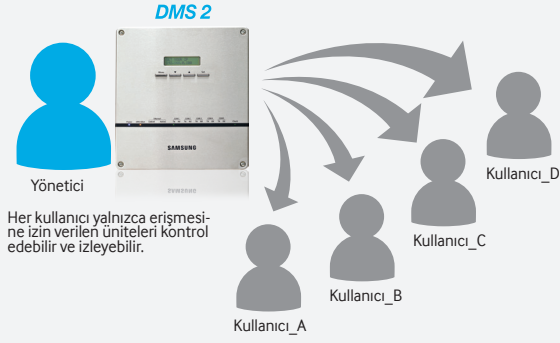 DMS 2
SAMSUNG
Yönetici
Her kullanıcı yalnızca erişmesi-
ne izin verilen üniteleri kontrol
edebilir ve izleyebilir.
Kullanıcı_A
Kullanıcı_B
Kullanıcı_C
Kullanıcı_D